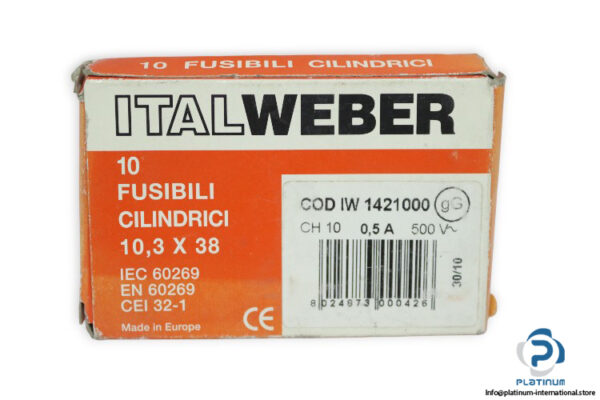 10 FUSIBILI CILINDRICI
ITALWEBER
10
FUSIBILI
CILINDRICI
10,3 X 38
IEC 60269
EN 60269
CEI 32-1
Made in Europe
CE
COD IW 1421000 gG
CH 10 0,5 A 500 V~
8 024673 000426
30/10
PLATINUM
Info@platinum-international.store